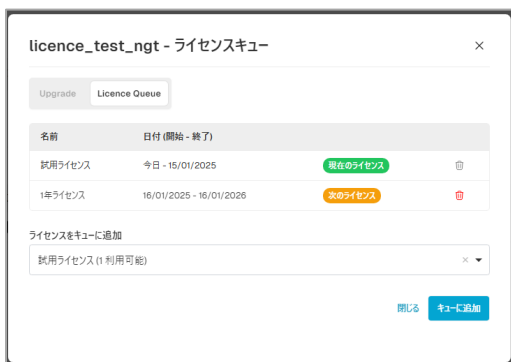 licence_test_ngt - ライセンスキュー
Upgrade Licence Queue
名前 日付 (開始 - 終了)
試用ライセンス 今日 - 15/01/2025 現在のライセンス
1年ライセンス 16/01/2025 - 16/01/2026 次のライセンス
ライセンスをキューに追加
試用ライセンス (1 利用可能)
閉じる キューに追加